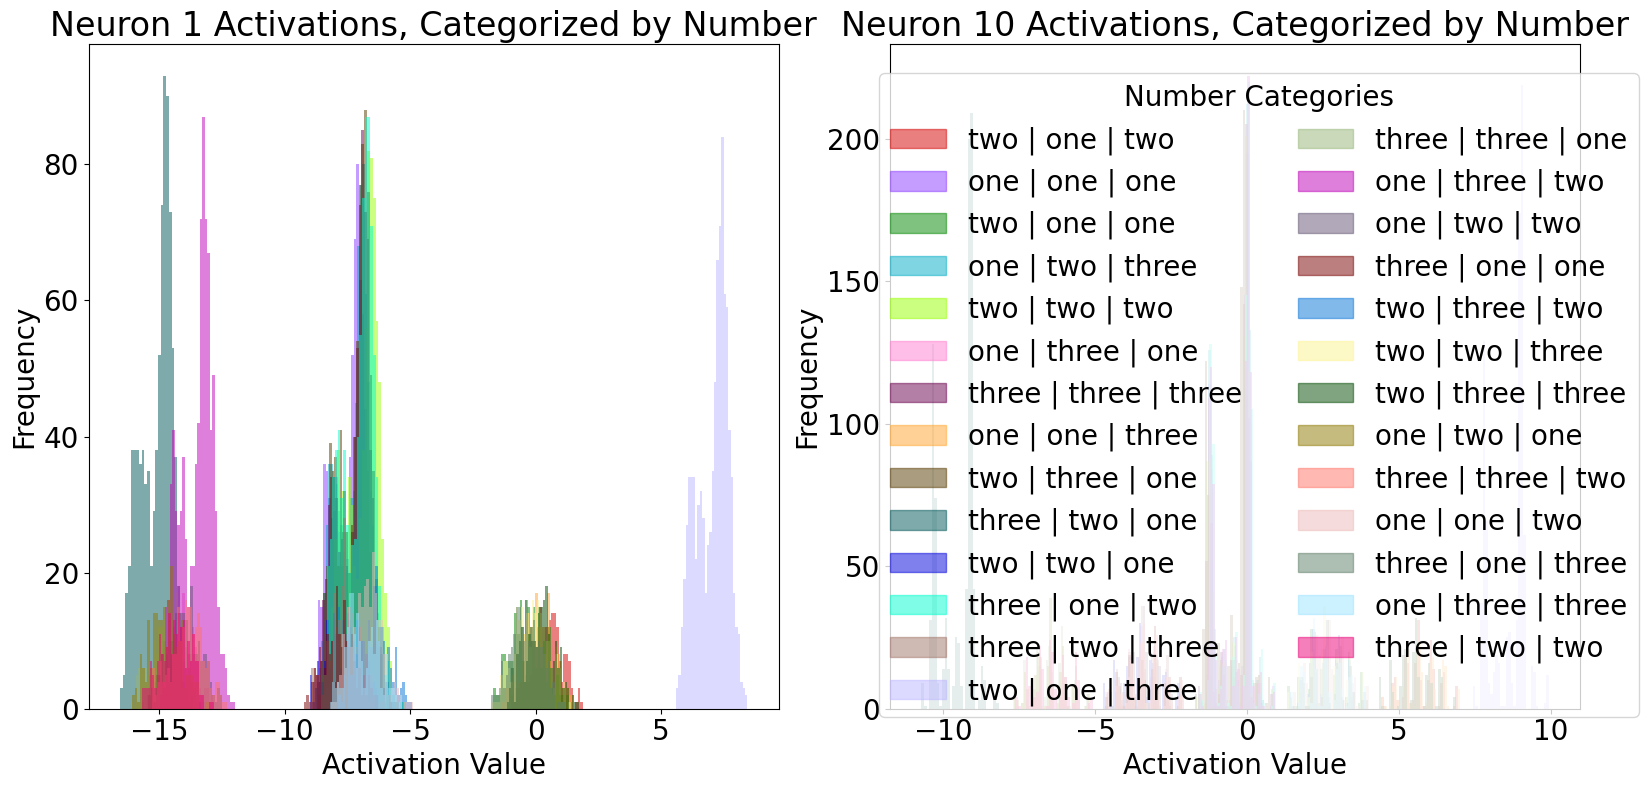 Neuron 1 Activations, Categorized by Number
80
60
40
20
0
−15
−10
−5
0
5
Frequency
Activation Value
Neuron 10 Activations, Categorized by Number
200
150
100
50
0
−10
−5
0
5
10
Frequency
Activation Value
Number Categories
two | one | two
one | one | one
two | one | one
one | two | three
two | two | two
one | three | one
three | three | three
one | one | three
two | three | one
three | two | one
two | two | one
three | one | two
three | two | three
two | one | three
three | three | one
one | three | two
one | two | two
three | one | one
two | three | two
two | two | three
two | three | three
one | two | one
three | three | two
one | one | two
three | one | three
one | three | three
three | two | two